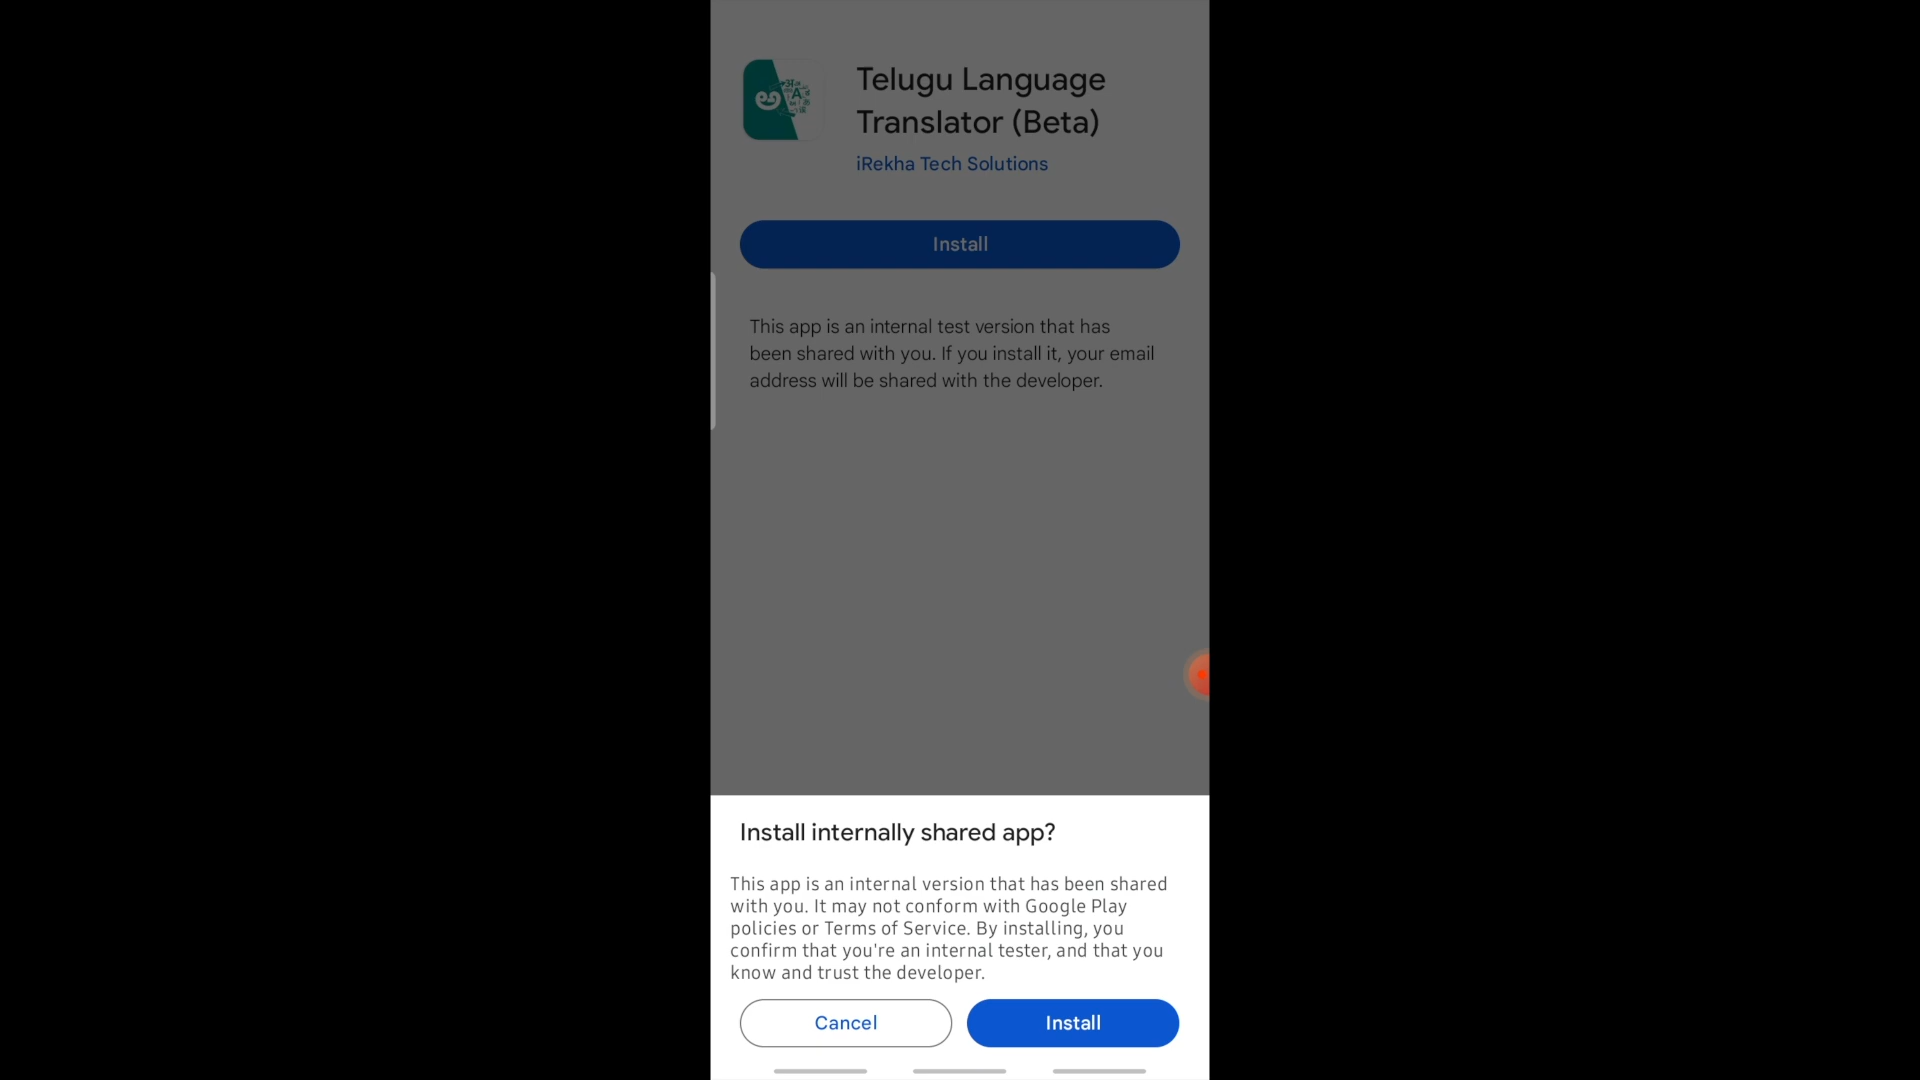 Telugu Language
Translator (Beta)
iRekha Tech Solutions
Install
This app is an internal test version that has
been shared with you. If you install it, your email
address will be shared with the developer.
Install internally shared app?
This app is an internal version that has been shared
with you. It may not conform with Google Play
policies or Terms of Service. By installing, you
confirm that you're an internal tester, and that you
know and trust the developer.
Cancel
Install